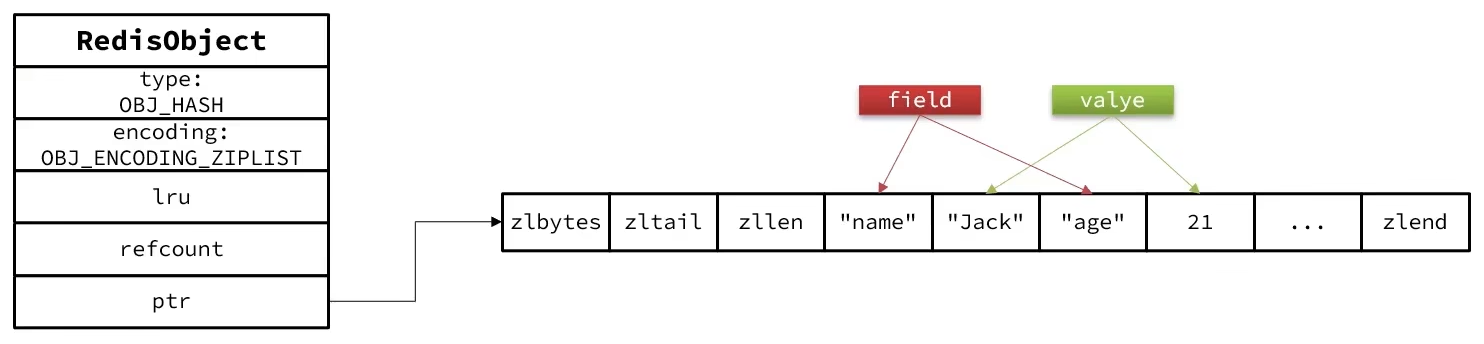 RedisObject
type:
OBJ_HASH
encoding:
OBJ_ENCODING_ZIPLIST
lru
refcount
ptr
field
valye
zlbytes
zltail
zllen
"name"
"Jack"
"age"
21
...
zlend